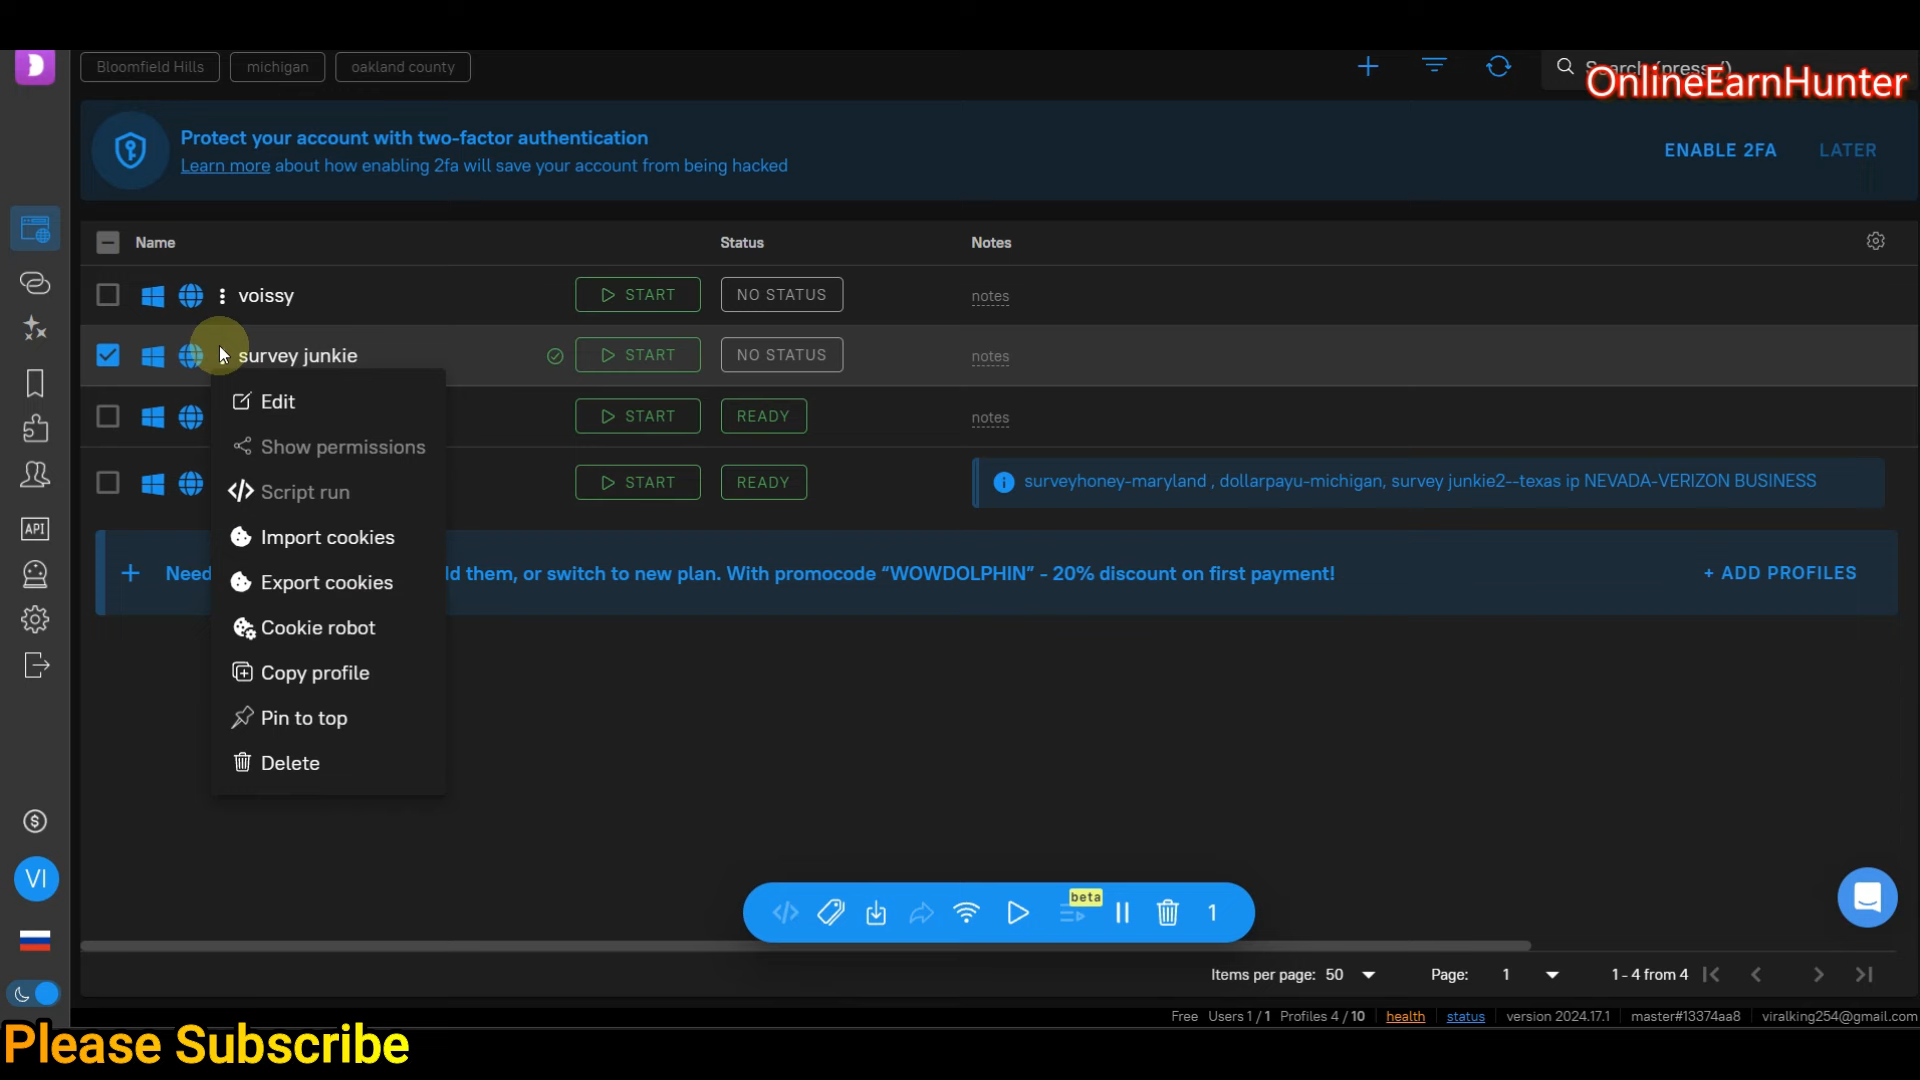 Bloomfield Hills
michigan
oakland county
OnlineEarnHunter
Protect your account with two-factor authentication
Learn more about how enabling 2fa will save your account from being hacked
ENABLE 2FA
LATER
Name
Status
Notes
voissy
START
NO STATUS
notes
survey junkie
START
NO STATUS
notes
Edit
START
READY
notes
Show permissions
START
READY
surveyhoney-maryland , dollarpayu-michigan, survey junkie2--texas ip NEVADA-VERIZON BUSINESS
Script run
API
Import cookies
Need
ld them, or switch to new plan. With promocode “WOWDOLPHIN” - 20% discount on first payment!
+ ADD PROFILES
Export cookies
Cookie robot
Copy profile
Pin to top
Delete
VI
beta
1
Items per page: 50
Page: 1
1-4 from 4
Free Users 1 / 1 Profiles 4 / 10 health status version 2024.17.1 master#13374aa8 viralking254@gmail.com
Please Subscribe